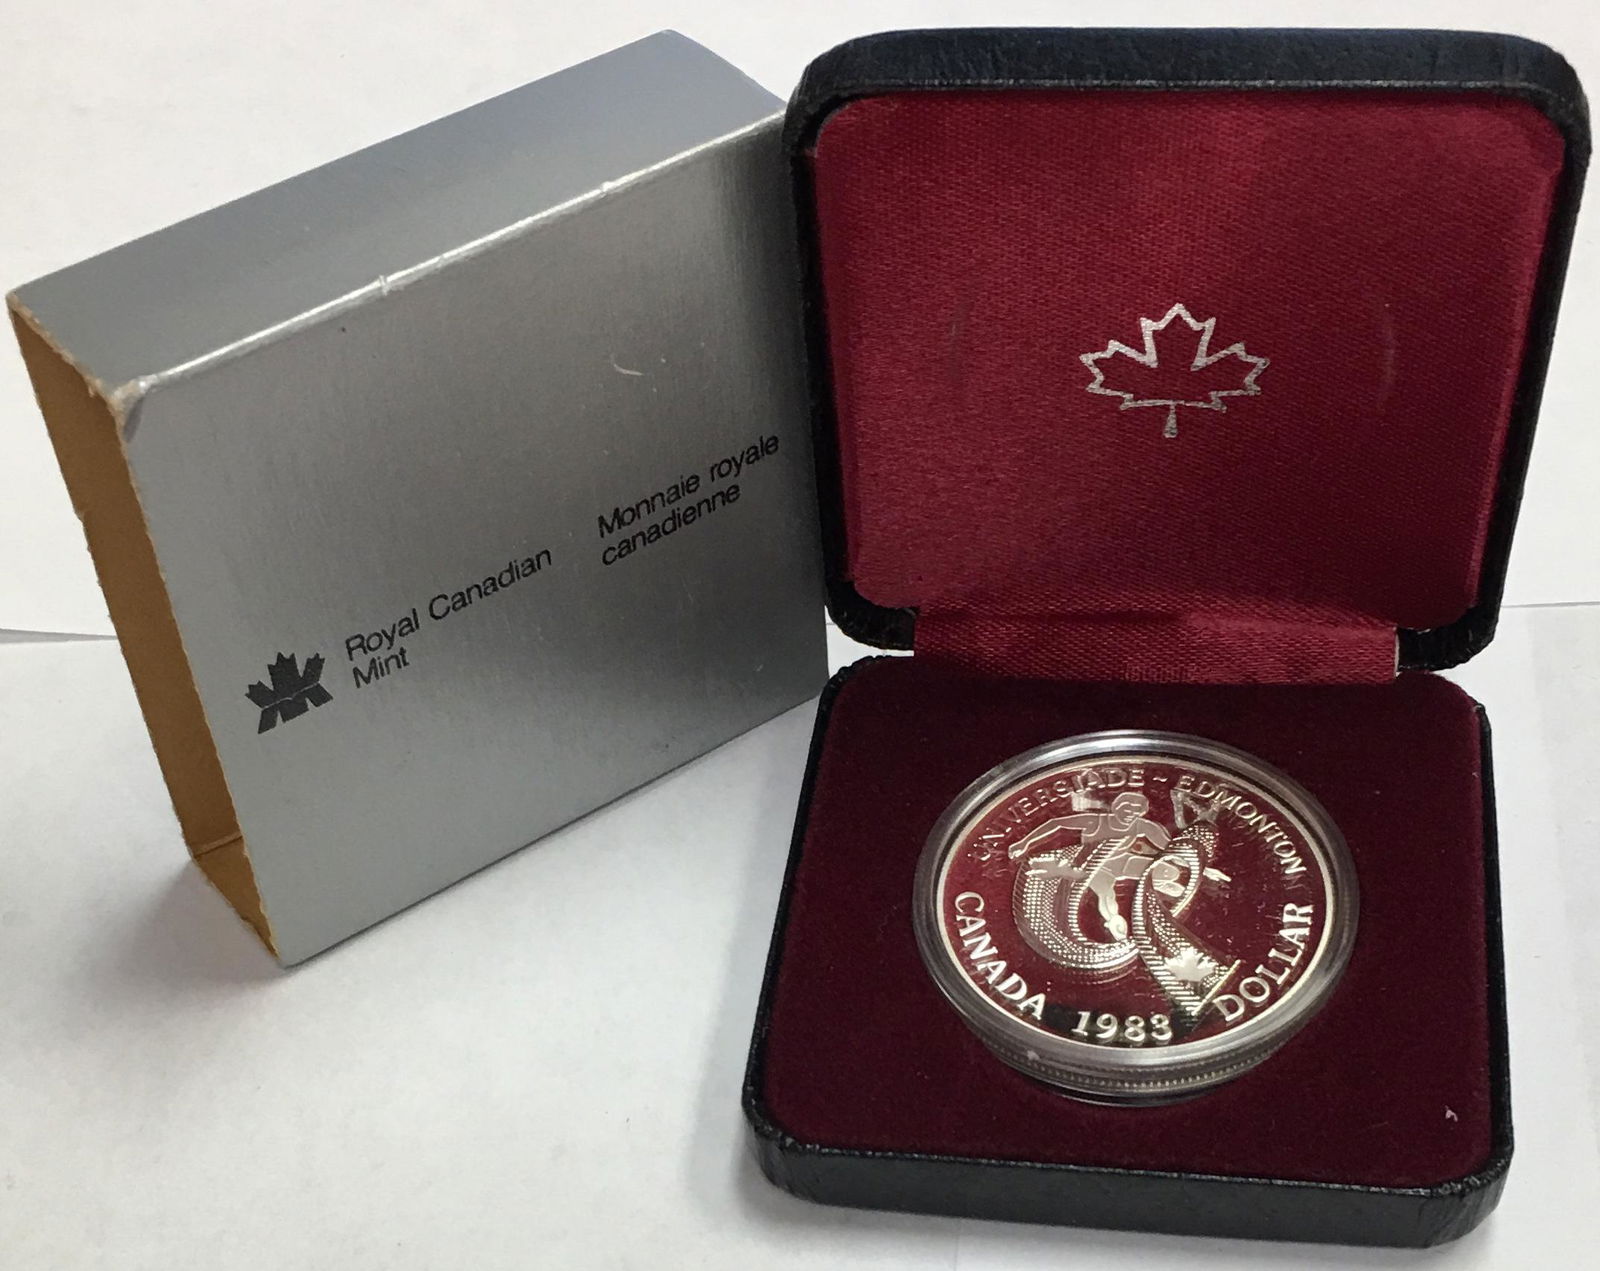 Royal Canadian
Mint
Monnaie royale
canadienne
UNIVERSIADE ~ EDMONTON
CANADA 1983 DOLLAR